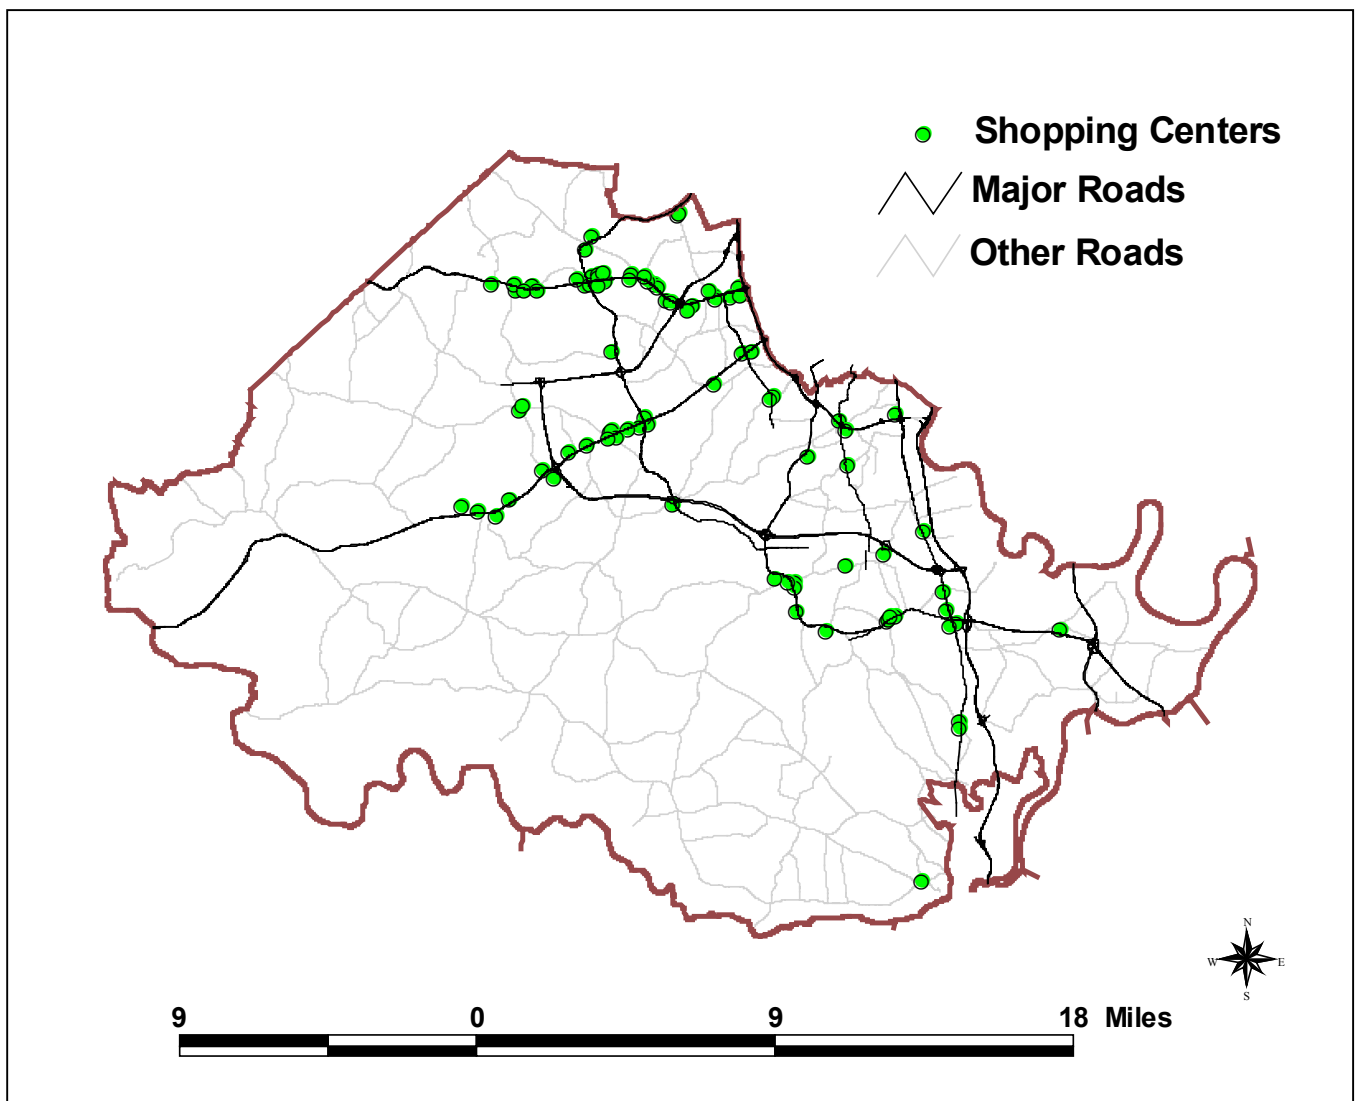 Shopping Centers
Major Roads
Other Roads
N
W E
S
9 0 9 18 Miles